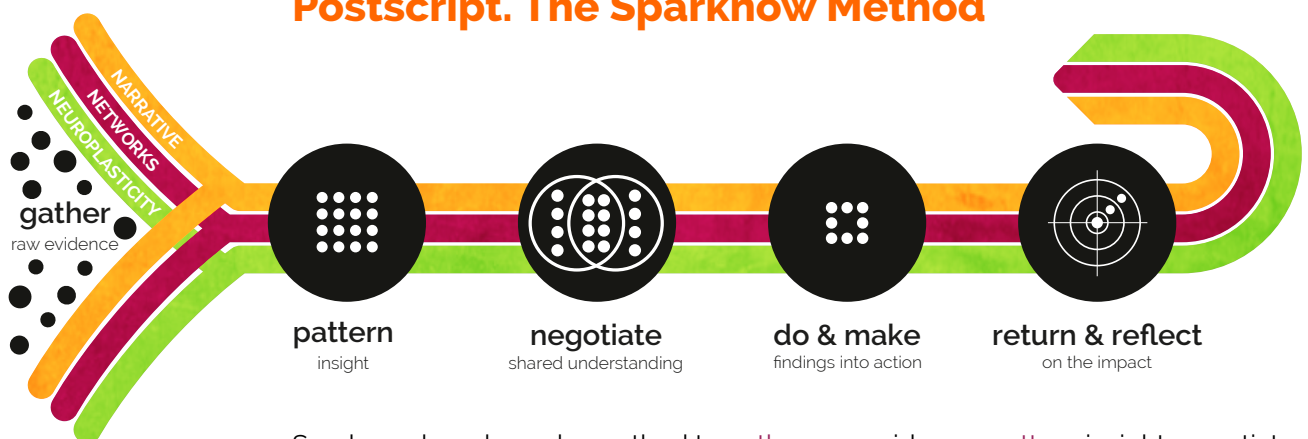 Postscript. The Sparknow Method
NARRATIVE
NETWORKS
NEUROPLASTICITY
gather
raw evidence
pattern
insight
negotiate
shared understanding
do & make
findings into action
return & reflect
on the impact